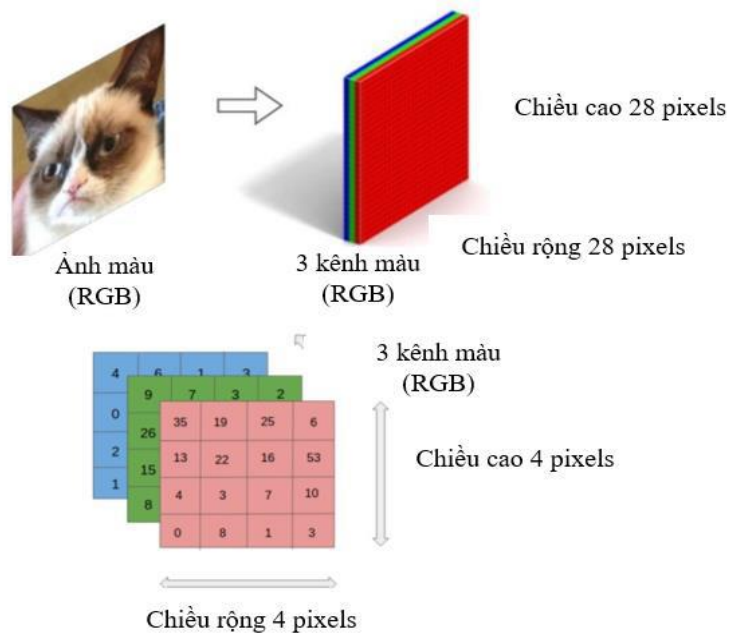 Chiều cao 28 pixels
Chiều rộng 28 pixels
Ảnh màu
(RGB)
3 kênh màu
(RGB)
3 kênh màu
(RGB)
4 6 1 3
9 7 3 2
0
35 19 25 6
26
13 22 16 53
2
15
4 3 7 10
1
8
0 8 1 3
Chiều cao 4 pixels
Chiều rộng 4 pixels